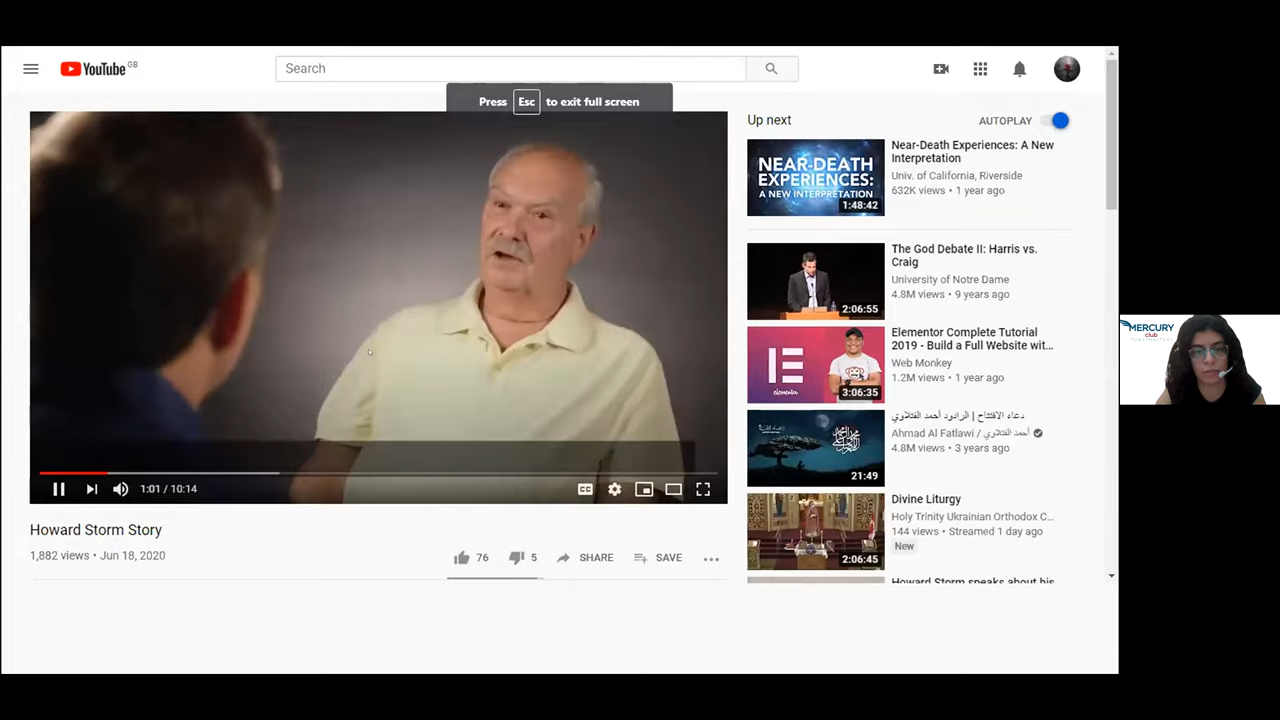 YouTube GB
Search
Press Esc to exit full screen
Up next
AUTOPLAY
NEAR-DEATH
EXPERIENCES:
A NEW INTERPRETATION
1:48:42
Near-Death Experiences: A New
Interpretation
Univ. of California, Riverside
632K views • 1 year ago
2:06:55
The God Debate II: Harris vs.
Craig
University of Notre Dame
4.8M views • 9 years ago
elementor
3:06:35
Elementor Complete Tutorial
2019 - Build a Full Website wit...
Web Monkey
1.2M views • 1 year ago
21:49
دعاء الافتتاح | الرادود أحمد الفتلاوي
Ahmad Al Fatlawi / أحمد الفتلاوي
4.8M views • 3 years ago
2:06:45
Divine Liturgy
Holy Trinity Ukrainian Orthodox C...
144 views • Streamed 1 day ago
New
Howard Storm speaks about his
CC
1:01 / 10:14
Howard Storm Story
1,882 views • Jun 18, 2020
76
5
SHARE
SAVE
MERCURY
club
TOASTMASTERS